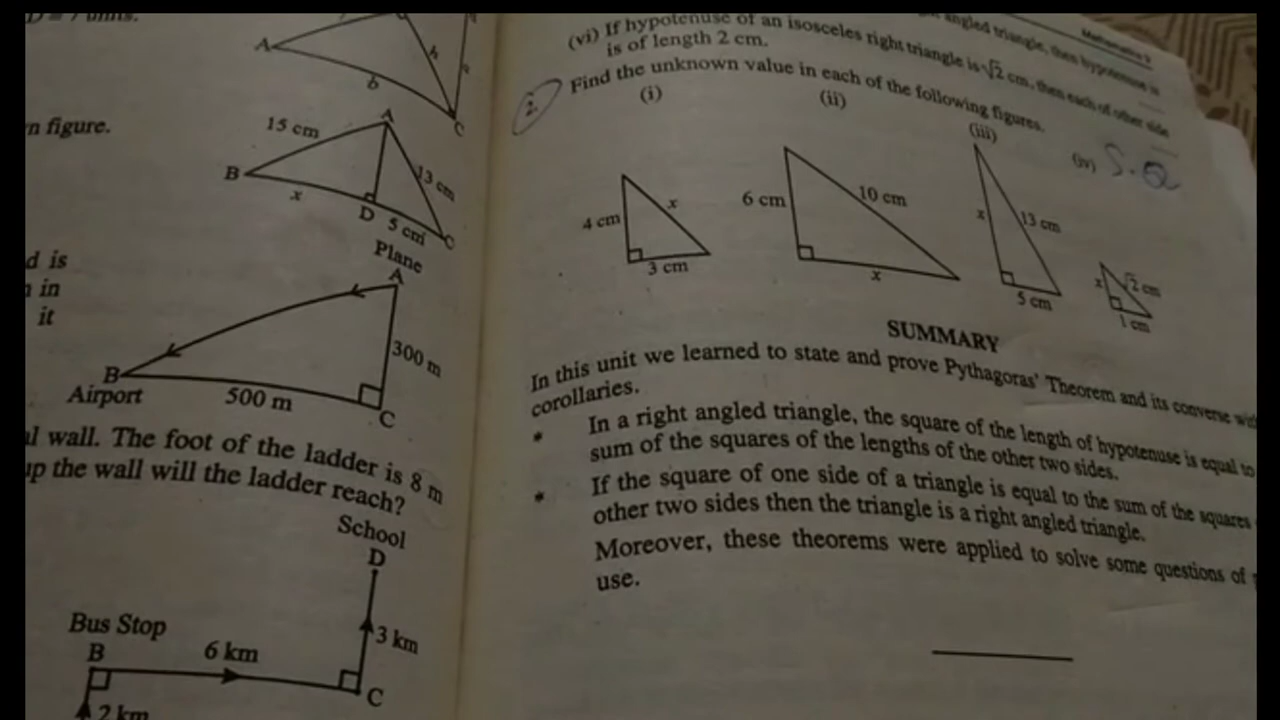 A
h
b
C
n figure.
15 cm
A
B
13 cm
x
D
5 cm
C
d is
n in
it
Plane
A
300 m
B
Airport
500 m
C
l wall. The foot of the ladder is 8 m
up the wall will the ladder reach?
School
D
Bus Stop
B
6 km
3 km
C
2 km
Mathematics 9
angled triangle, then hypotenuse is
(vi) If hypotenuse of an isosceles right triangle is √2 cm, then each of other side
is of length 2 cm.
2. Find the unknown value in each of the following figures.
(i)
(ii)
(iii)
(iv)
4 cm
x
3 cm
6 cm
10 cm
x
x
13 cm
5 cm
x
√2 cm
1 cm
SUMMARY
In this unit we learned to state and prove Pythagoras' Theorem and its converse
corollaries.
* In a right angled triangle, the square of the length of hypotenuse is equal to
sum of the squares of the lengths of the other two sides.
* If the square of one side of a triangle is equal to the sum of the squares
other two sides then the triangle is a right angled triangle.
Moreover, these theorems were applied to solve some questions of
use.